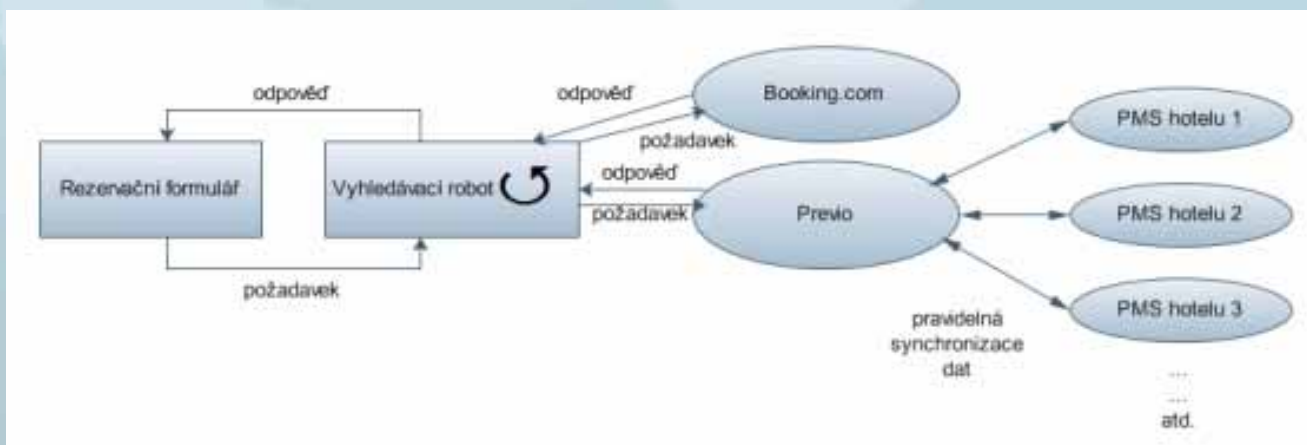 odpověď
Rezervační formulář
požadavek
Vyhledávací robot
odpověď
požadavek
Booking.com
odpověď
požadavek
Previo
PMS hotelu 1
PMS hotelu 2
PMS hotelu 3
pravidelná
synchronizace
dat
...
...
atd.